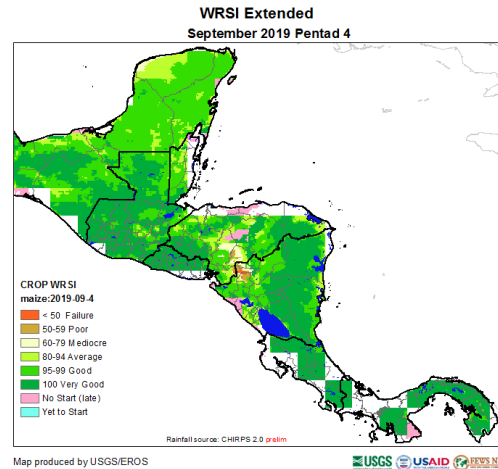 WRSI Extended
September 2019 Pentad 4
CROP WRSI
maize:2019-09-4
< 50 Failure
50-59 Poor
60-79 Mediocre
80-94 Average
95-99 Good
100 Very Good
No Start (late)
Yet to Start
Rainfall source: CHIRPS 2.0 prelim
Map produced by USGS/EROS
USGS
USAID
FEWS N